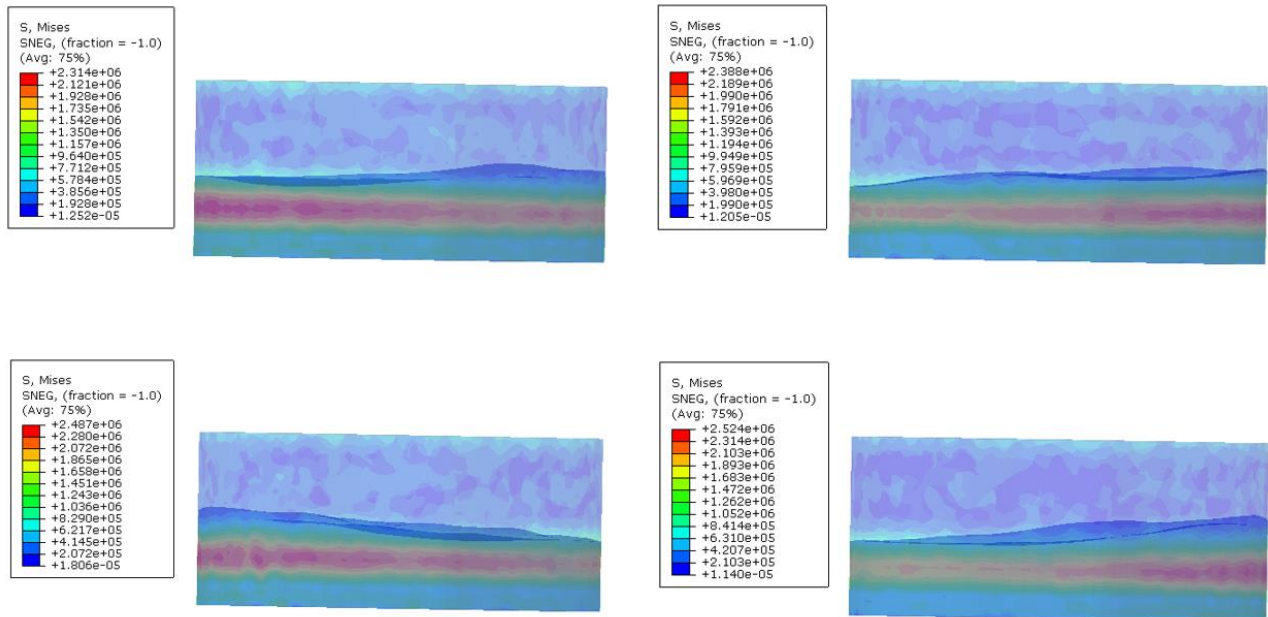 S, Mises
SNEG, (fraction = -1.0)
(Avg: 75%)
+2.314e+06
+2.121e+06
+1.928e+06
+1.735e+06
+1.542e+06
+1.350e+06
+1.157e+06
+9.640e+05
+7.712e+05
+5.784e+05
+3.856e+05
+1.928e+05
+1.252e-05
S, Mises
SNEG, (fraction = -1.0)
(Avg: 75%)
+2.388e+06
+2.189e+06
+1.990e+06
+1.791e+06
+1.592e+06
+1.393e+06
+1.194e+06
+9.949e+05
+7.959e+05
+5.969e+05
+3.980e+05
+1.990e+05
+1.205e-05
S, Mises
SNEG, (fraction = -1.0)
(Avg: 75%)
+2.487e+06
+2.280e+06
+2.072e+06
+1.865e+06
+1.658e+06
+1.451e+06
+1.243e+06
+1.036e+06
+8.290e+05
+6.217e+05
+4.145e+05
+2.072e+05
+1.806e-05
S, Mises
SNEG, (fraction = -1.0)
(Avg: 75%)
+2.524e+06
+2.314e+06
+2.103e+06
+1.893e+06
+1.683e+06
+1.472e+06
+1.262e+06
+1.052e+06
+8.414e+05
+6.310e+05
+4.207e+05
+2.103e+05
+1.140e-05